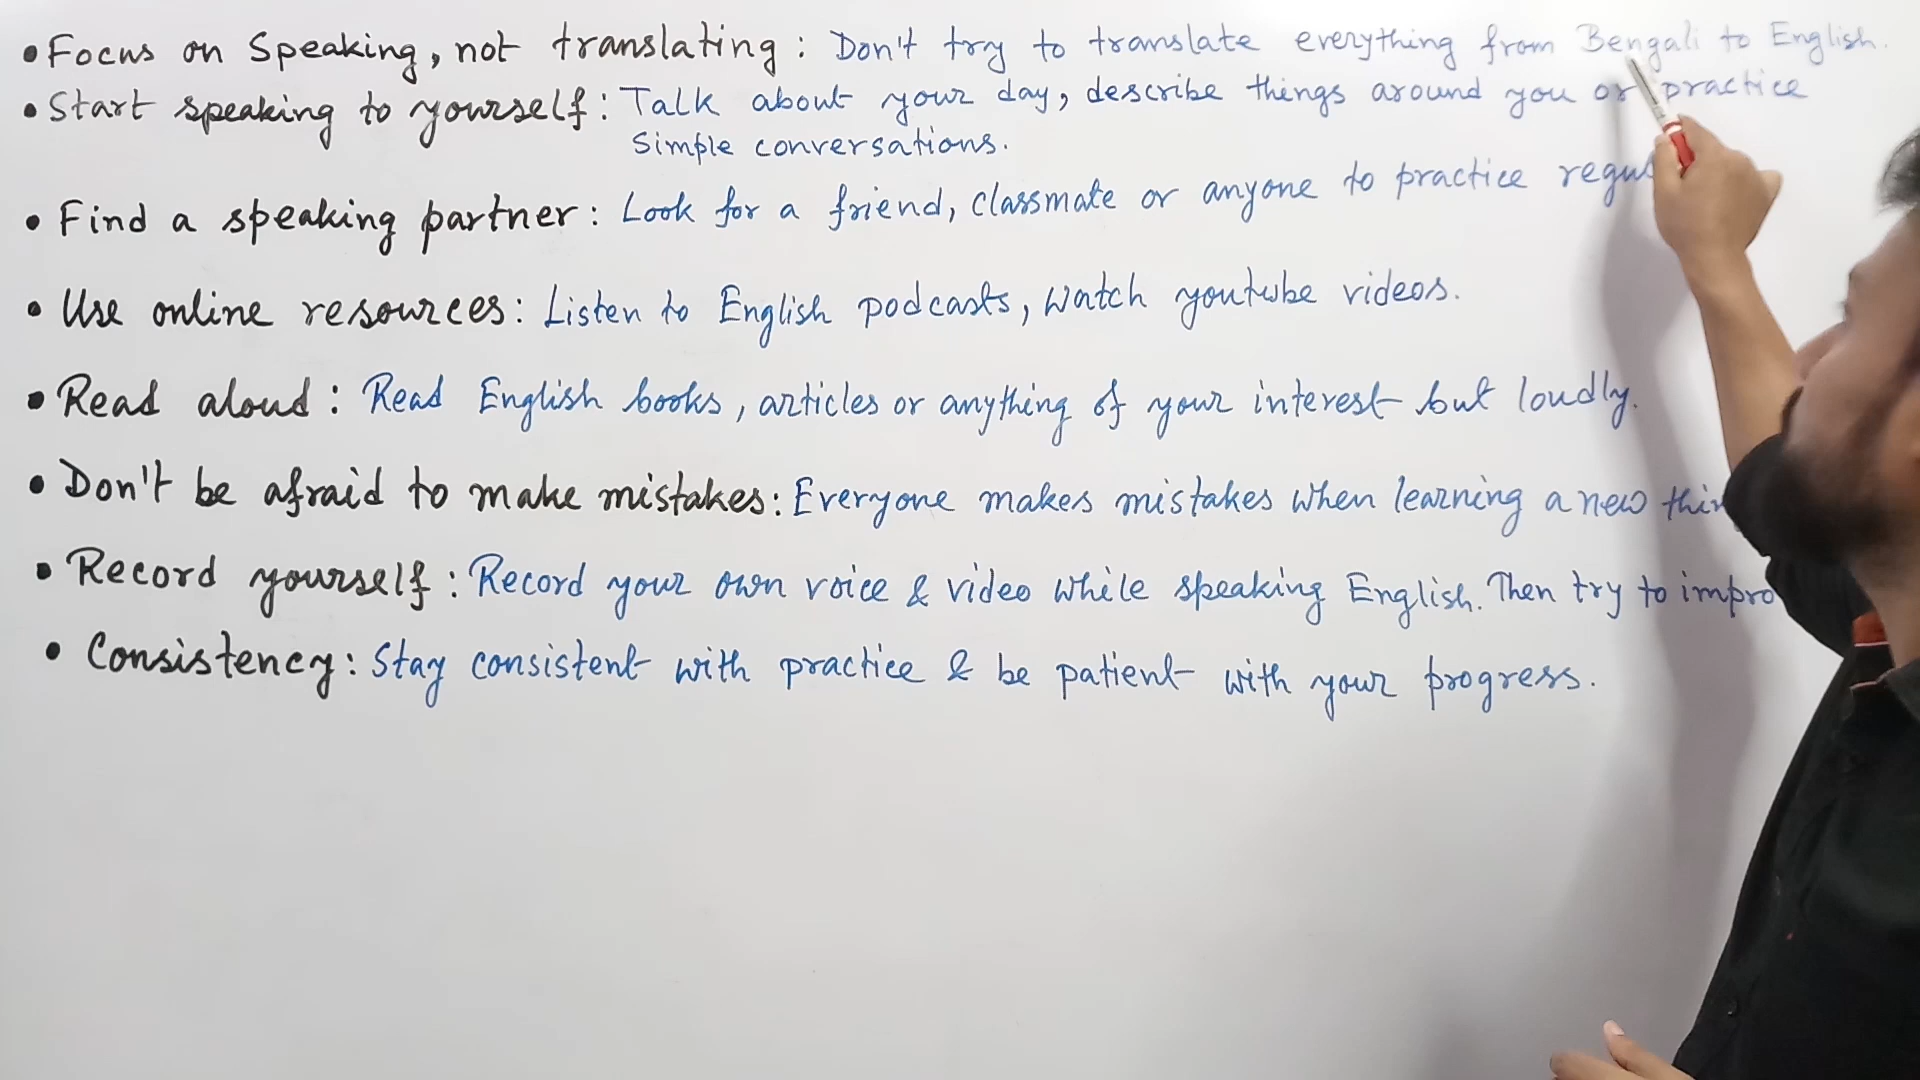 • Focus on Speaking, not translating: Don't try to translate everything from Bengali to English.
• Start speaking to yourself: Talk about your day, describe things around you or practice
Simple conversations.
• Find a speaking partner: Look for a friend, classmate or anyone to practice
• Use online resources: Listen to English podcasts, watch youtube videos.
• Read aloud: Read English books, articles or anything of your interest but loudly.
• Don't be afraid to make mistakes: Everyone makes mistakes when learning a new
• Record yourself: Record your own voice & video while speaking English. Then try to
• Consistency: Stay consistent with practice & be patient with your progress.